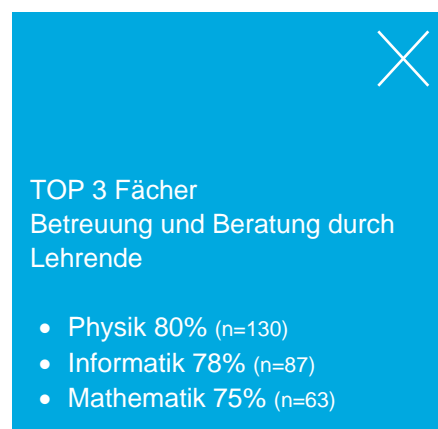 TOP 3 Fächer
Betreuung und Beratung durch
Lehrende
• Physik 80% (n=130)
• Informatik 78% (n=87)
• Mathematik 75% (n=63)